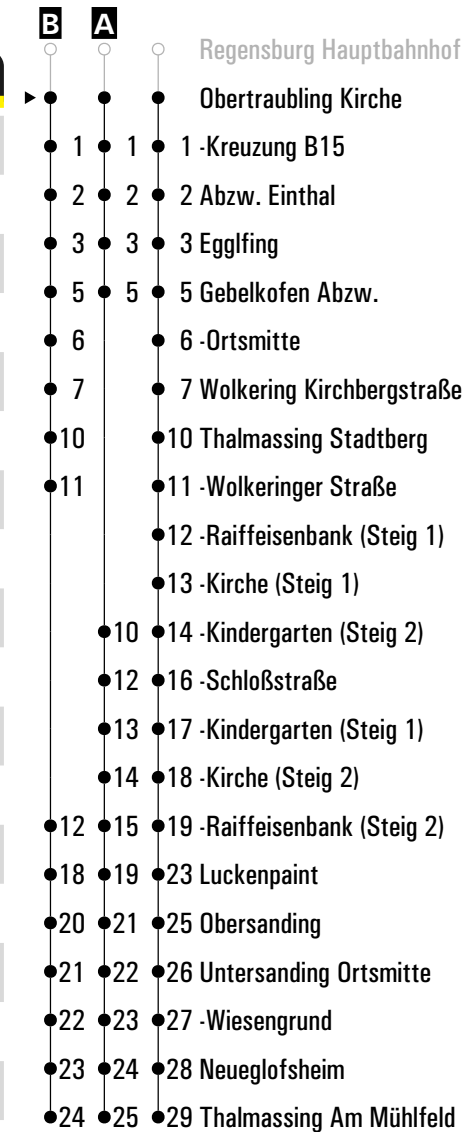 B A
Regensburg Hauptbahnhof
Obertraubling Kirche
1 1 1 -Kreuzung B15
2 2 2 Abzw. Einthal
3 3 3 Egglfing
5 5 5 Gebelkofen Abzw.
6 6 -Ortsmitte
7 7 Wolkering Kirchbergstraße
10 10 Thalmassing Stadtberg
11 11 -Wolkeringer Straße
12 -Raiffeisenbank (Steig 1)
13 -Kirche (Steig 1)
10 14 -Kindergarten (Steig 2)
12 16 -Schloßstraße
13 17 -Kindergarten (Steig 1)
14 18 -Kirche (Steig 2)
12 15 19 -Raiffeisenbank (Steig 2)
18 19 23 Luckenpaint
20 21 25 Obersanding
21 22 26 Untersanding Ortsmitte
22 23 27 -Wiesengrund
23 24 28 Neueglofsheim
24 25 29 Thalmassing Am Mühlfeld